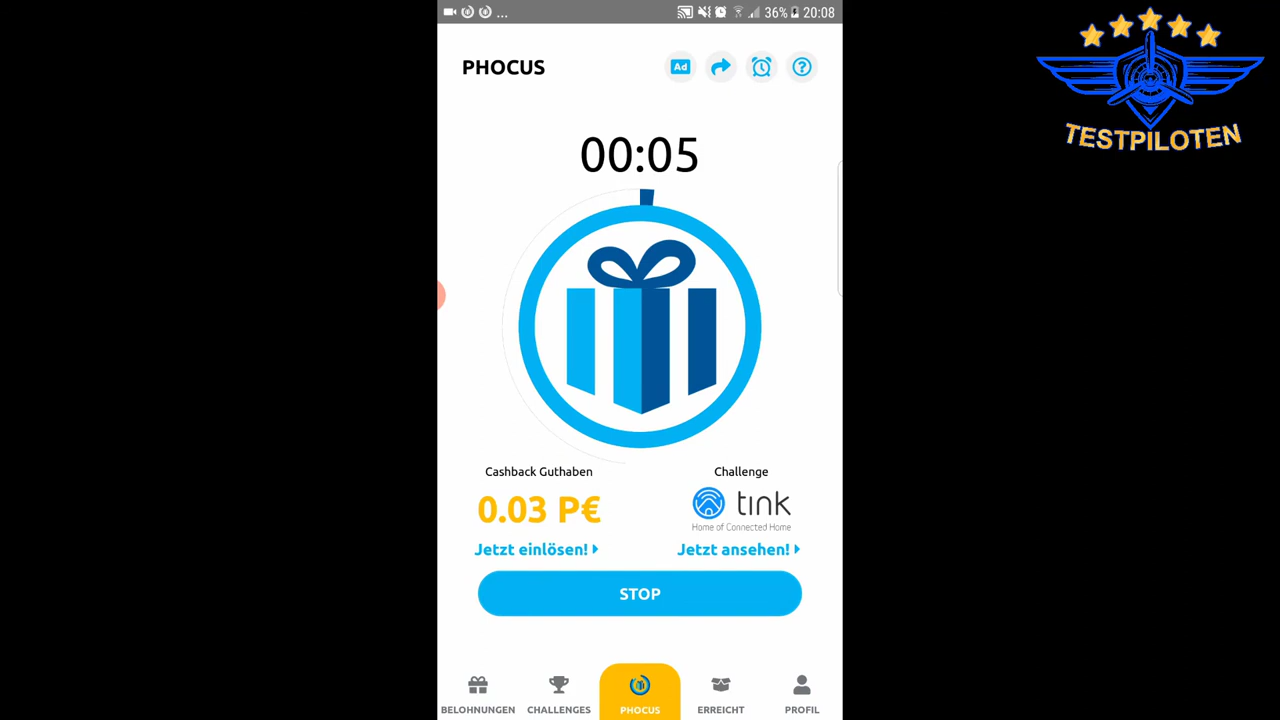 ... 36% 20:08
PHOCUS
Ad
?
TESTPILOTEN
00:05
Cashback Guthaben
Challenge
0.03 P€
tink
Home of Connected Home
Jetzt einlösen!
Jetzt ansehen!
STOP
BELOHNUNGEN
CHALLENGES
PHOCUS
ERREICHT
PROFIL